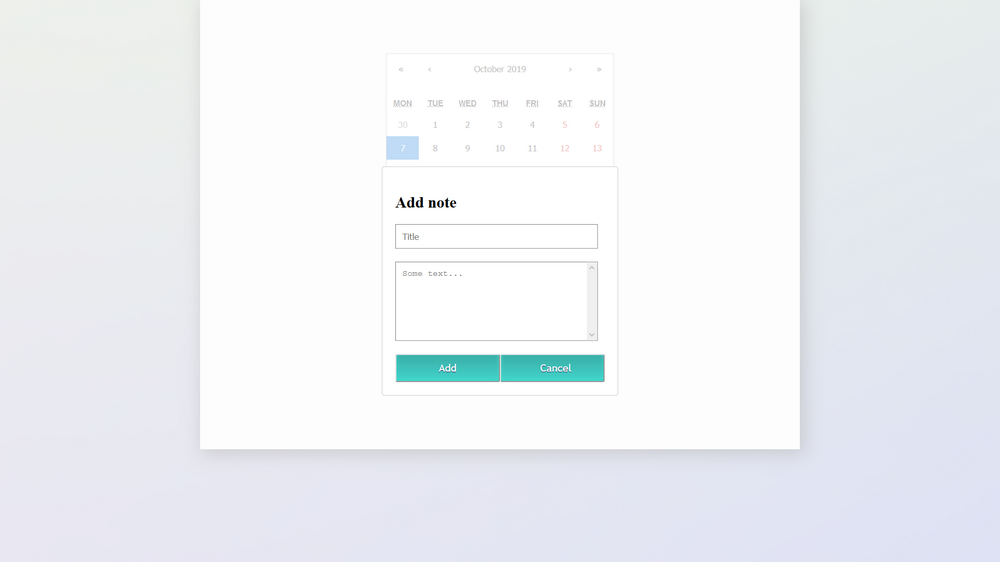 « ‹ October 2019 › »
MON TUE WED THU FRI SAT SUN
30 1 2 3 4 5 6
7 8 9 10 11 12 13
Add note
Title
Some text...
Add Cancel